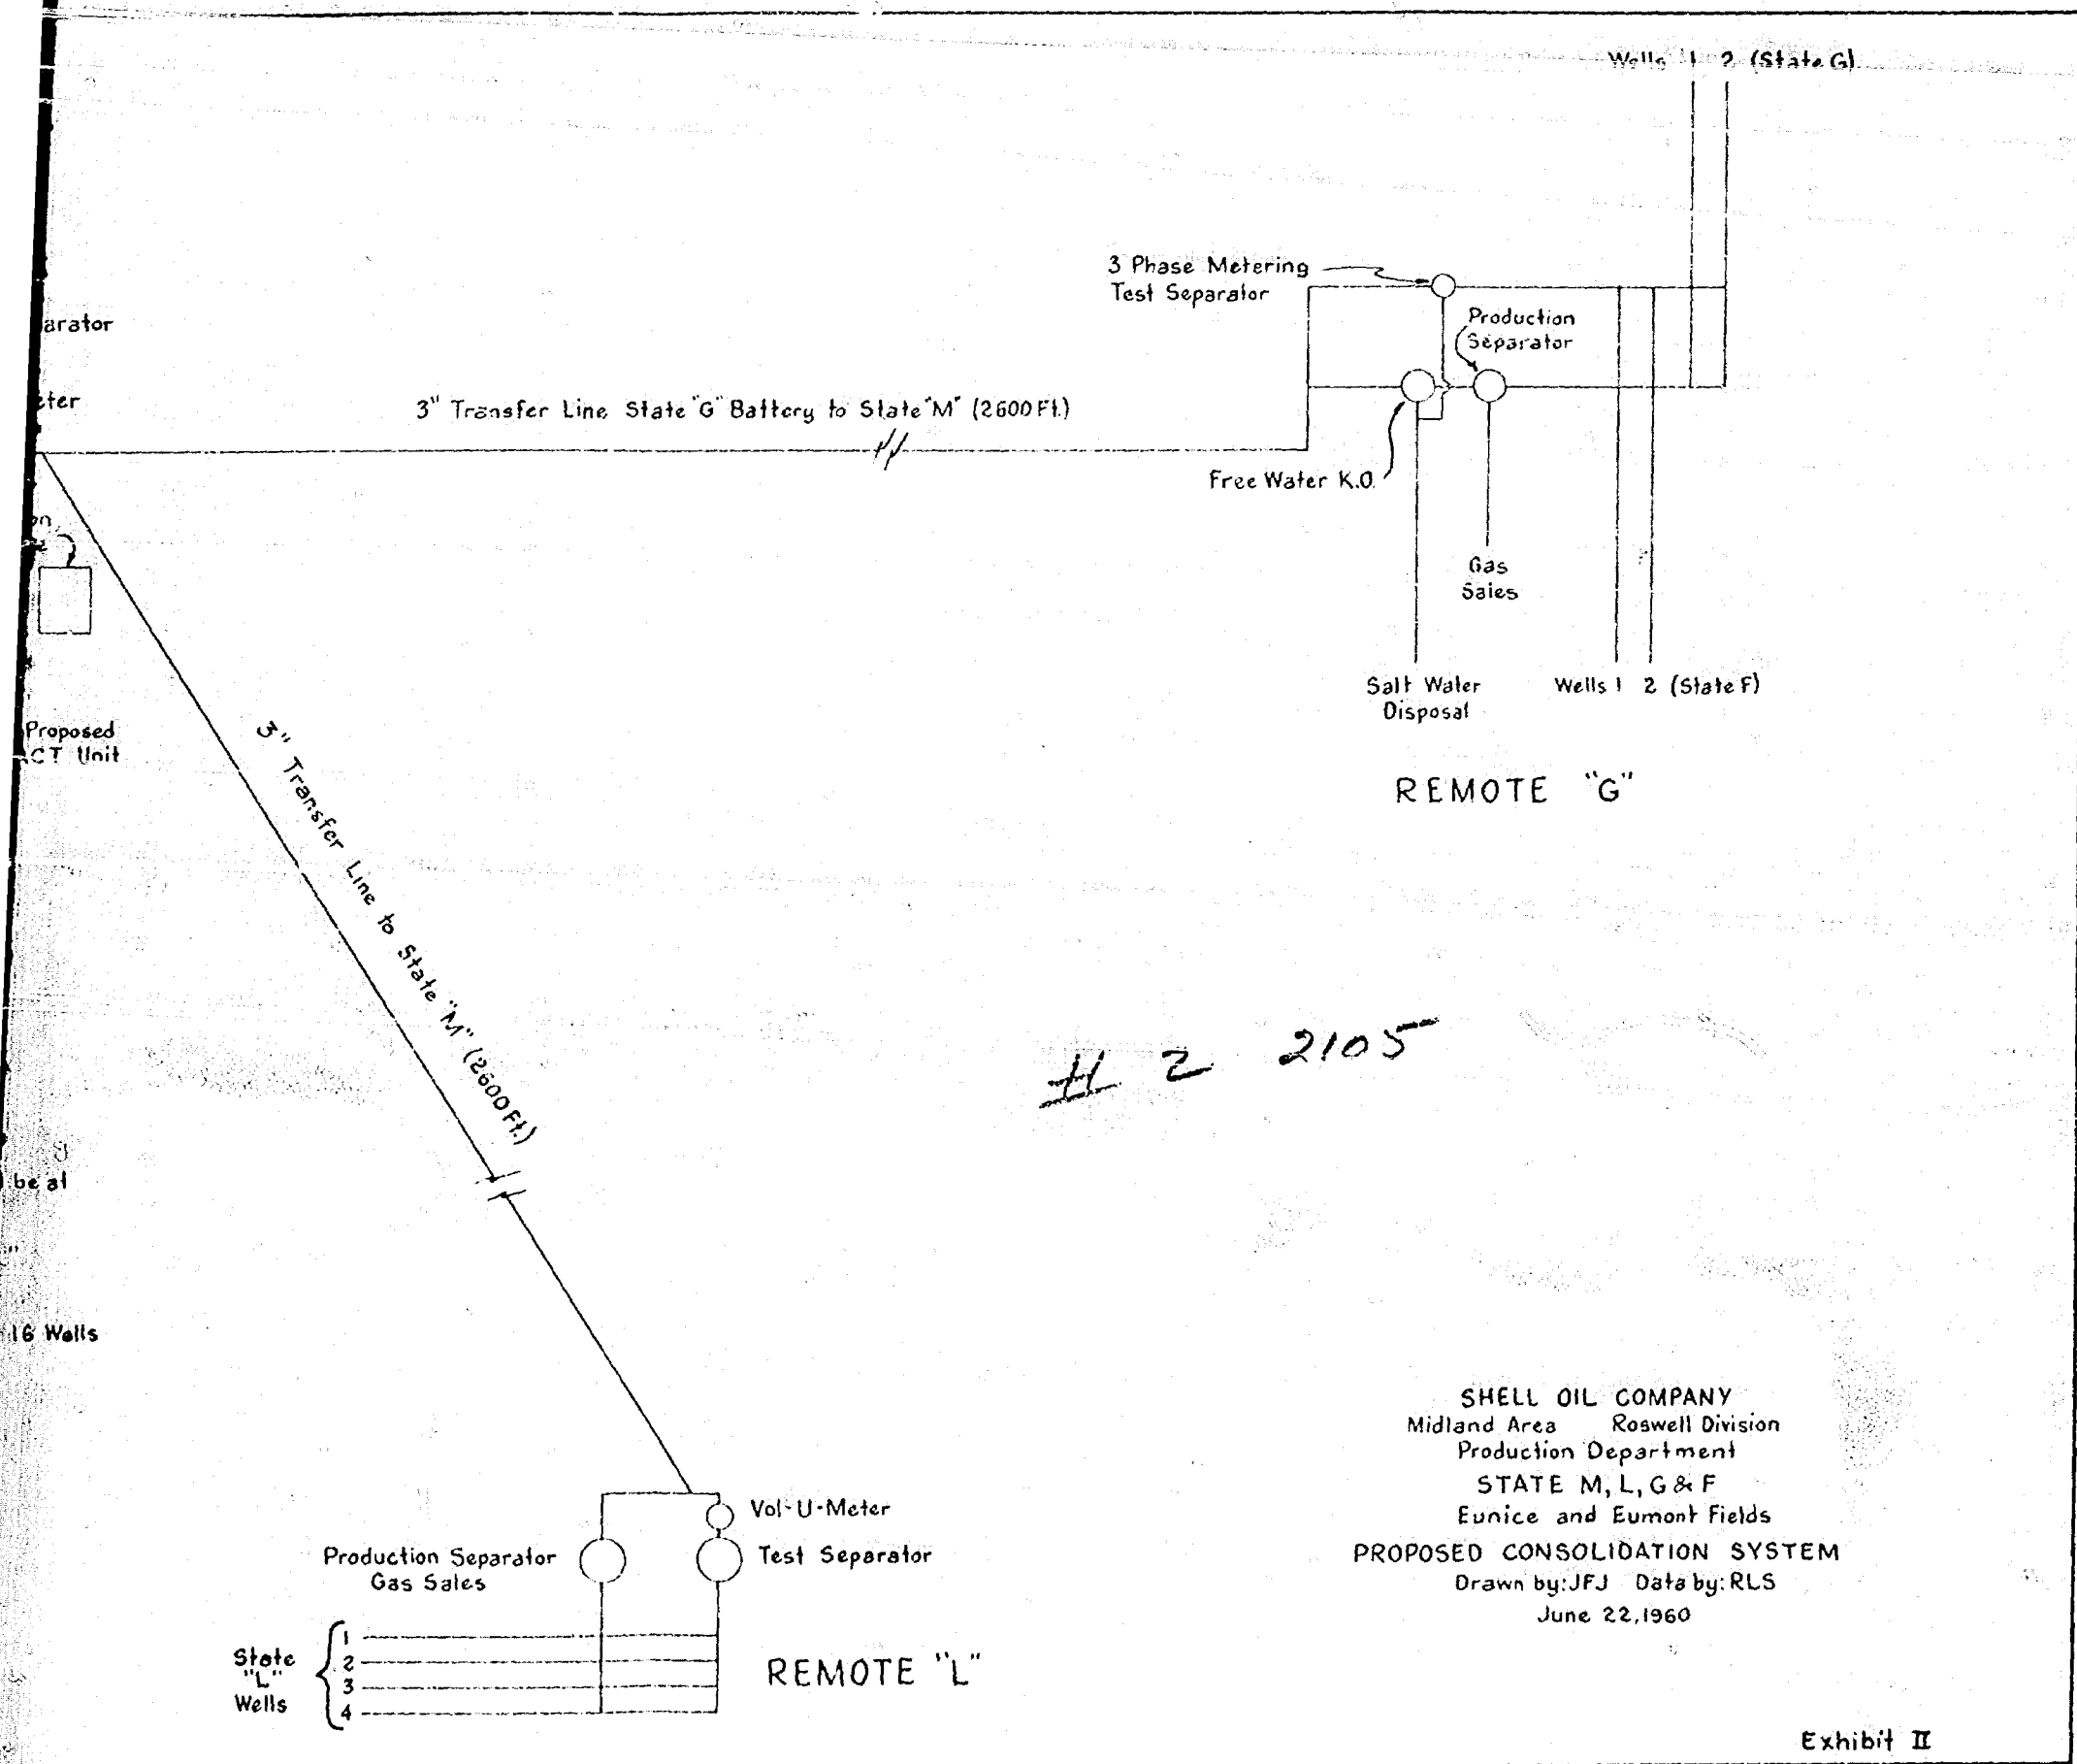 Wells 1 2 (State G)
3 Phase Metering
Test Separator
Production
Separator
arator
eter
3" Transfer Line State "G" Battery to State "M" (2600 Ft.)
Free Water K.O.
Gas
Sales
Salt Water
Disposal
Wells 1 2 (State F)
Proposed
ACT Unit
REMOTE "G"
3" Transfer Line to State "M" (2600 Ft.)
# 2 2105
be at
16 Wells
SHELL OIL COMPANY
Midland Area Roswell Division
Production Department
STATE M, L, G & F
Eunice and Eumont Fields
PROPOSED CONSOLIDATION SYSTEM
Drawn by: JFJ Data by: RLS
June 22, 1960
Vol-U-Meter
Production Separator
Gas Sales
Test Separator
State
"L"
Wells
1
2
3
4
REMOTE "L"
Exhibit II